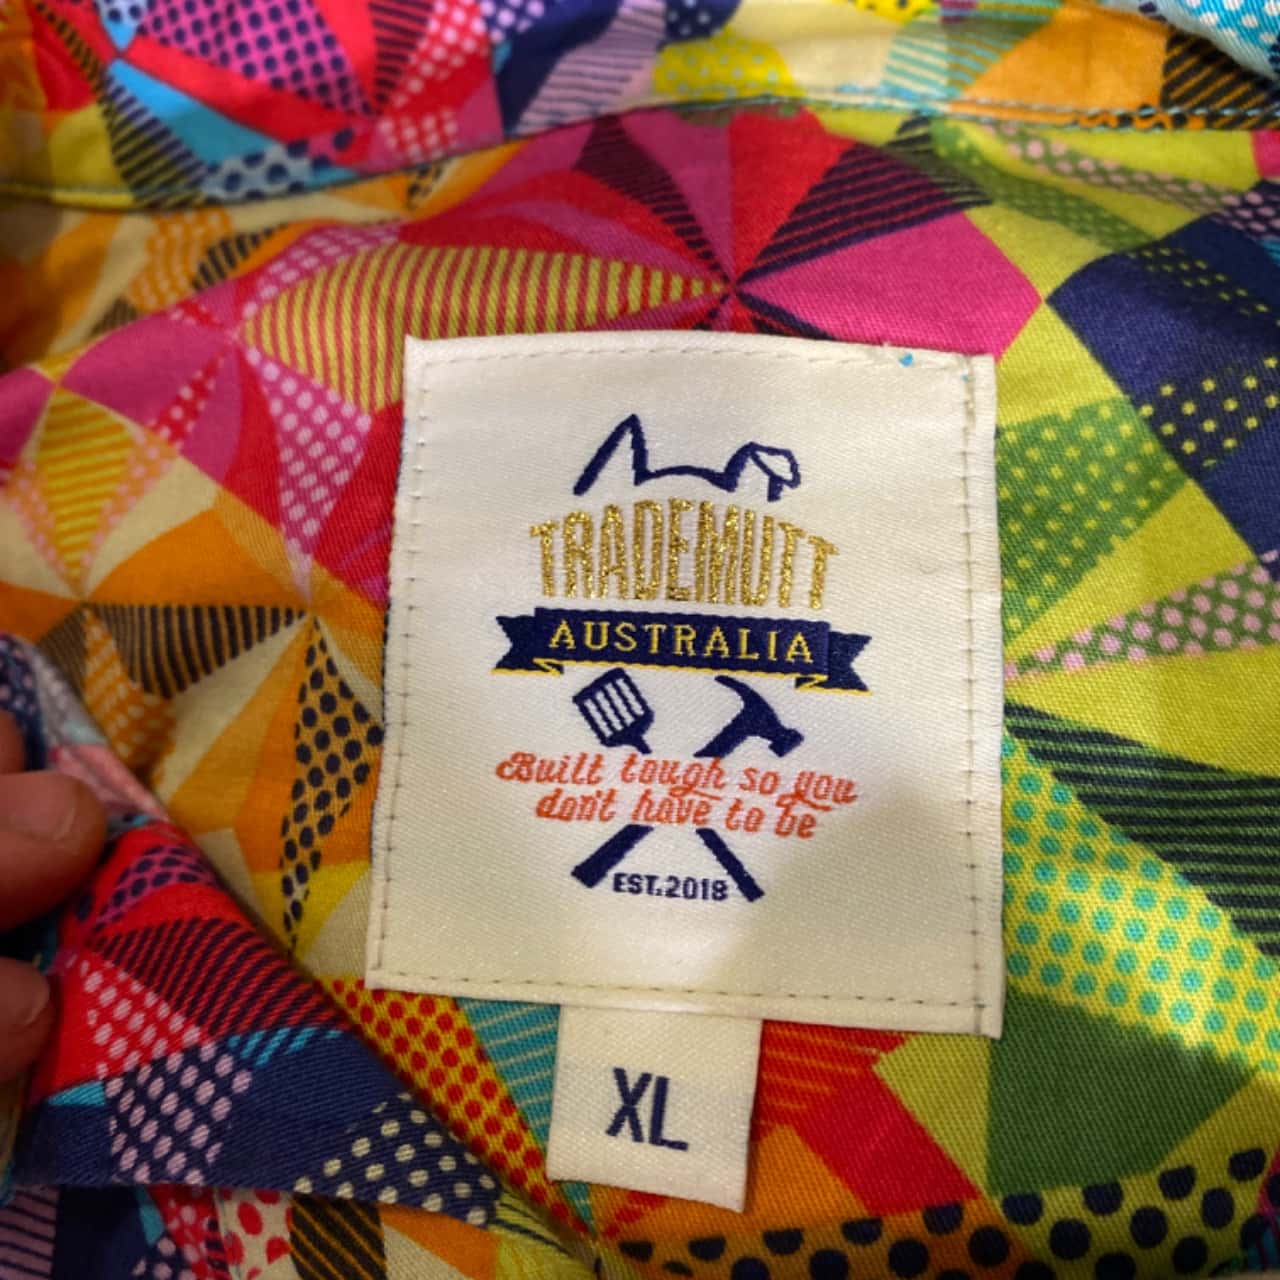 TRADEMUTT
AUSTRALIA
Built tough so you
don't have to be
EST.2018
XL